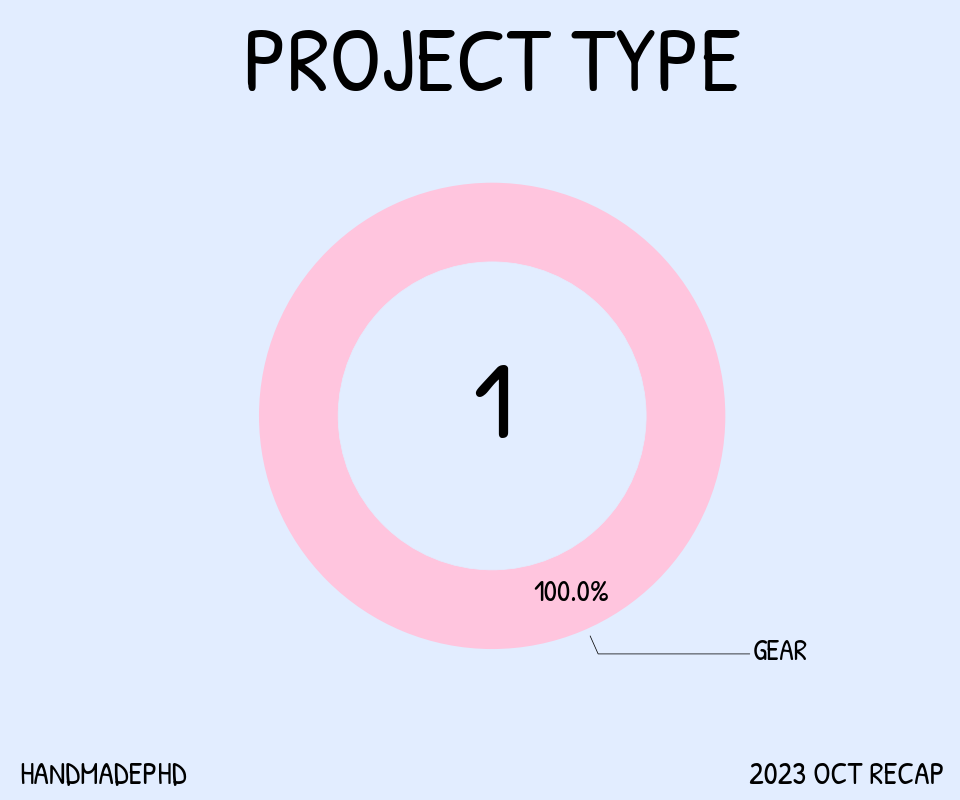 PROJECT TYPE
1
100.0%
GEAR
HANDMADEPHD
2023 OCT RECAP